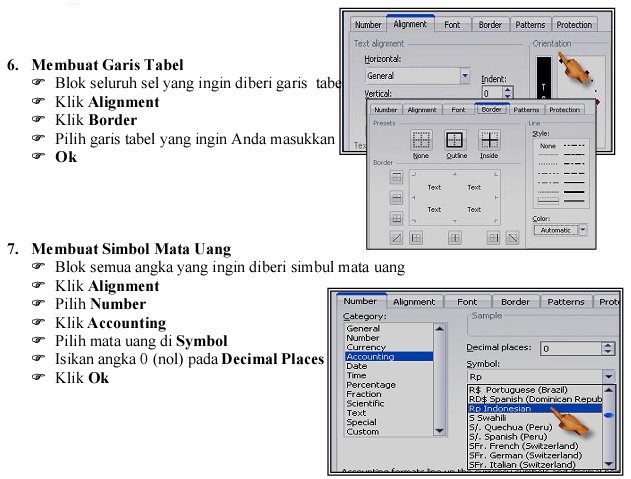 6. Membuat Garis Tabel
Blok seluruh sel yang ingin diberi garis tabe
Klik Alignment
Klik Border
Pilih garis tabel yang ingin Anda masukkan
Ok
Number Alignment Font Border Patterns Protection
Text alignment
Orientation
Horizontal:
General
Indent:
Vertical:
0
T
Tex
Number Alignment Font Border Patterns Protection
Presets
Line
Style:
None
None Outline Inside
Border
Text Text
Text Text
Color:
Automatic
7. Membuat Simbol Mata Uang
Blok semua angka yang ingin diberi simbul mata uang
Klik Alignment
Pilih Number
Klik Accounting
Pilih mata uang di Symbol
Isikan angka 0 (nol) pada Decimal Places
Klik Ok
Number Alignment Font Border Patterns Prot
Category:
Sample
General
Number
Currency
Accounting
Date
Time
Percentage
Fraction
Scientific
Text
Special
Custom
Decimal places: 0
Symbol:
Rp
R$ Portuguese (Brazil)
RD$ Spanish (Dominican Repub
Rp Indonesian
S Swahili
S/. Quechua (Peru)
S/. Spanish (Peru)
SFr. French (Switzerland)
SFr. German (Switzerland)
SFr. Italian (Switzerland)
Accounting formats line up